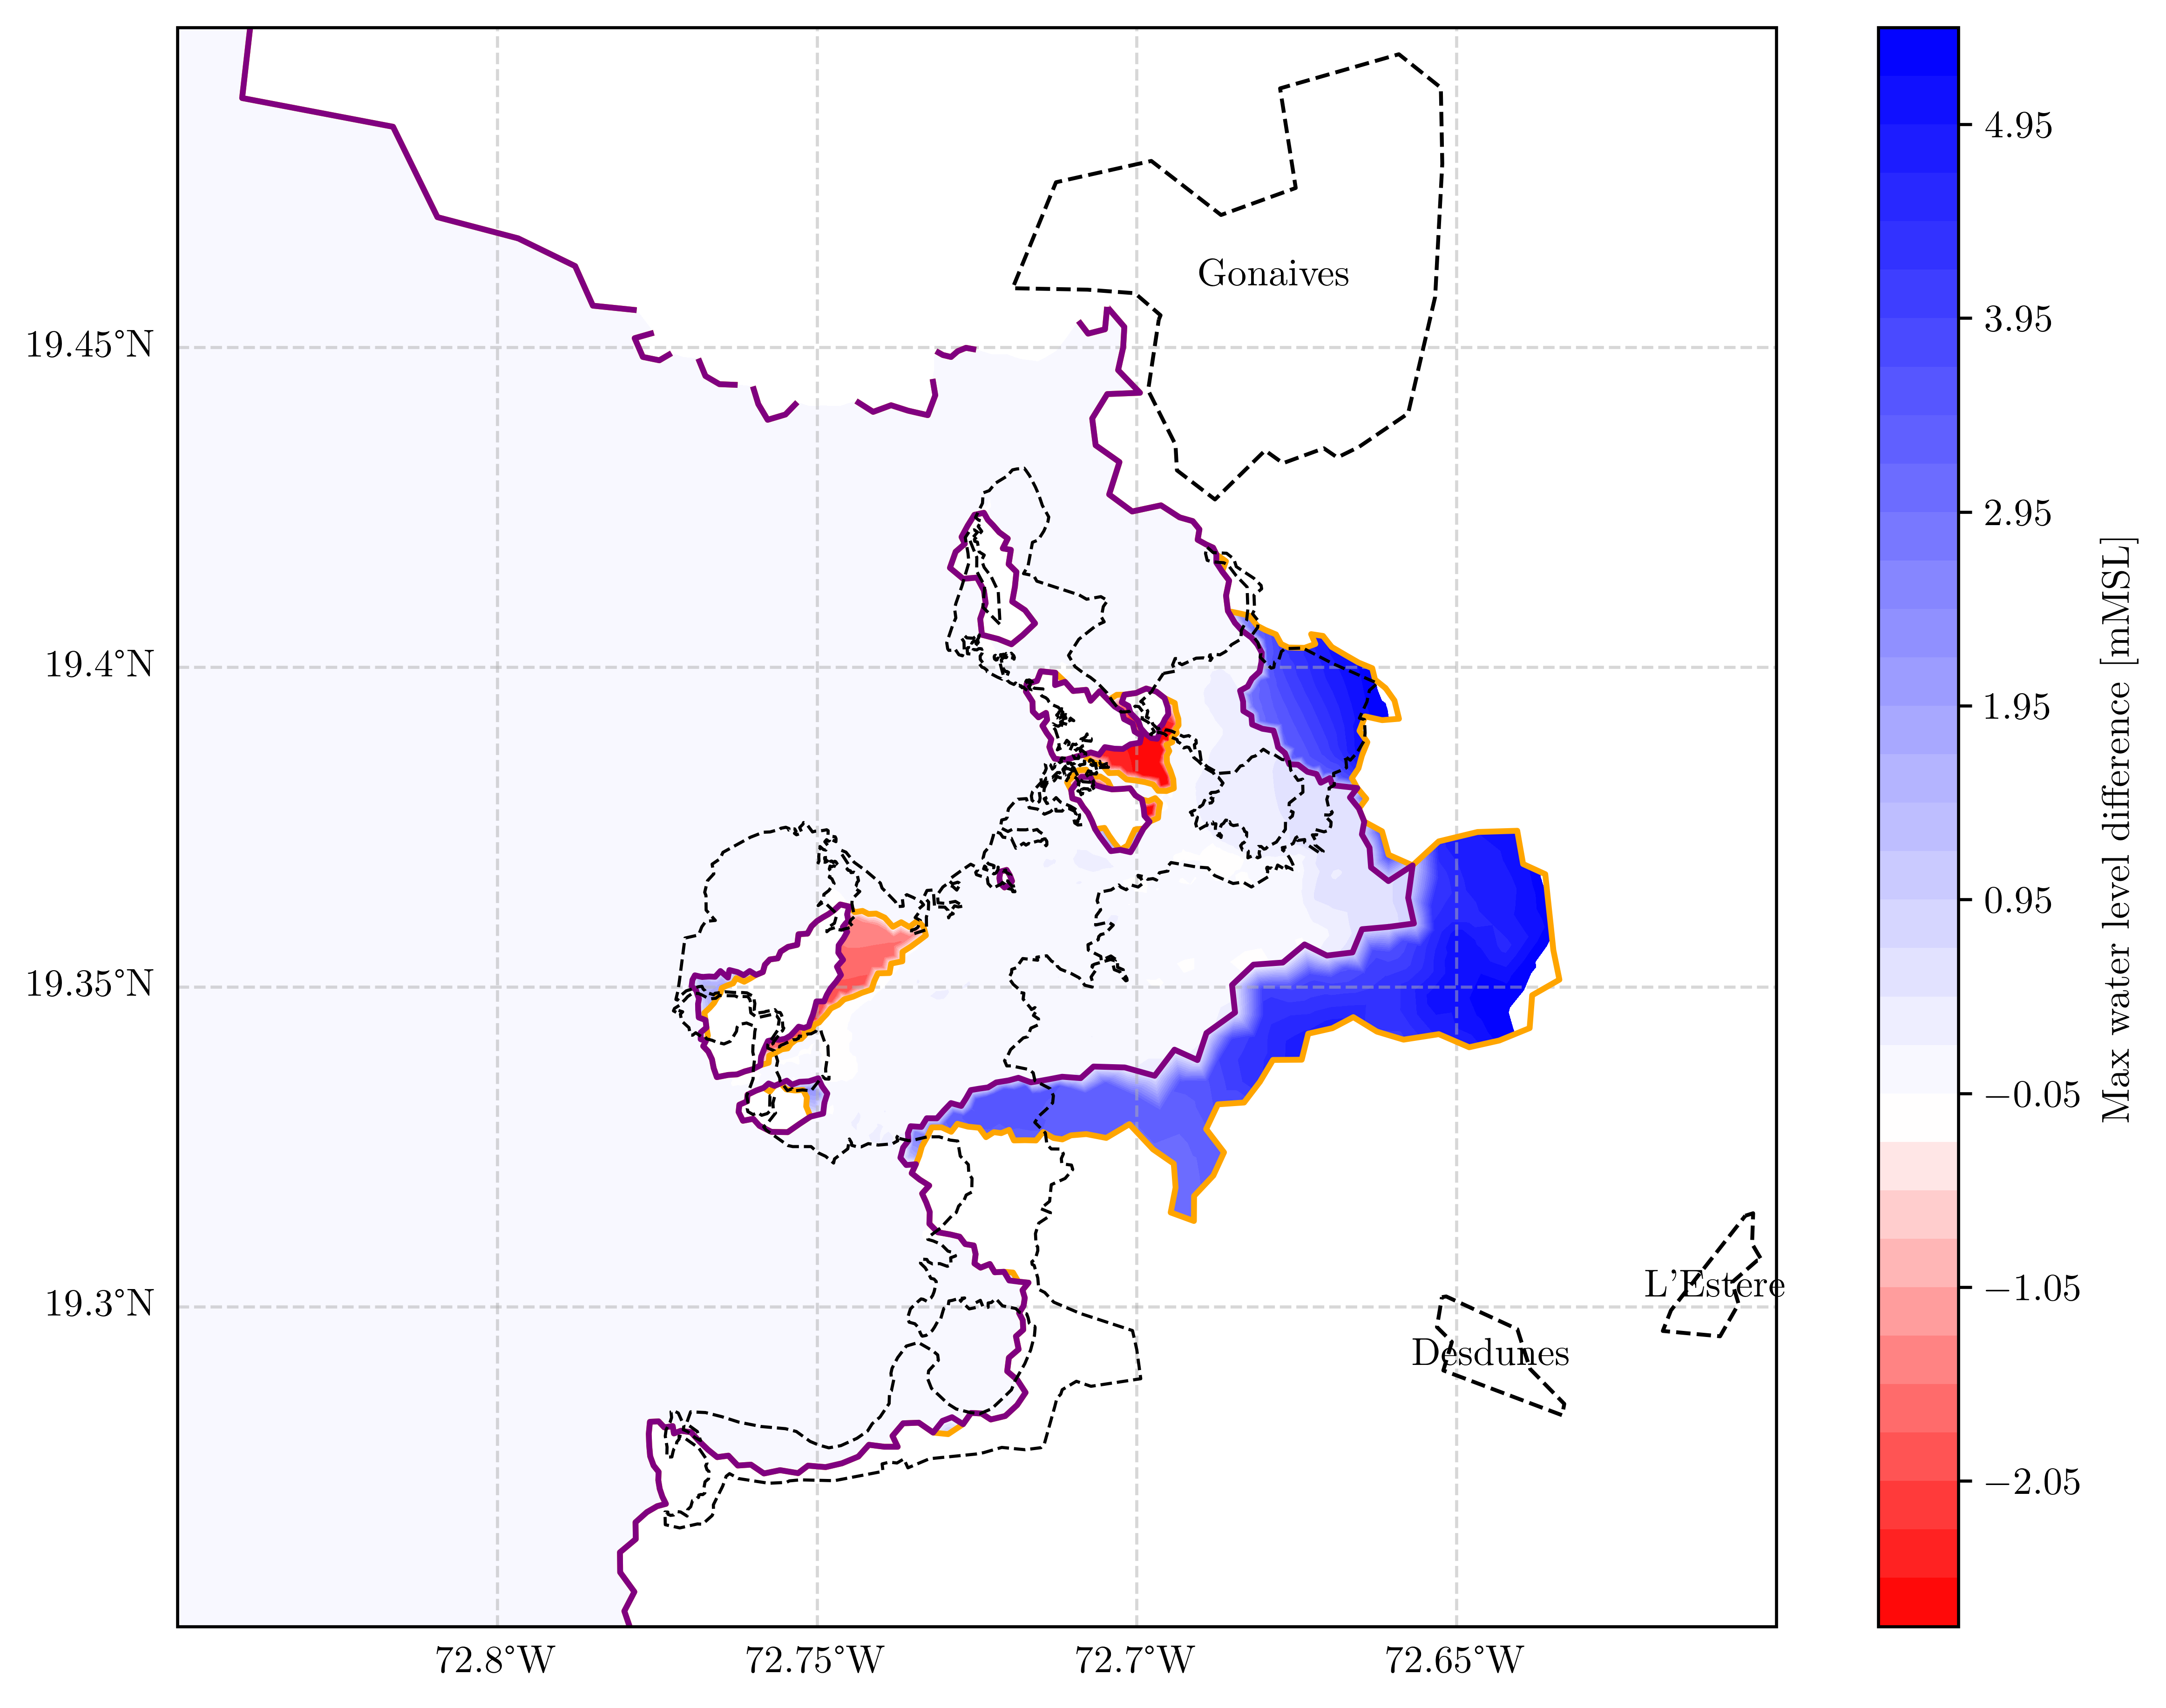 Gonaives
L'Estere
Desdunes
19.45°N
19.4°N
19.35°N
19.3°N
72.8°W
72.75°W
72.7°W
72.65°W
4.95
3.95
2.95
1.95
0.95
−0.05
−1.05
−2.05
Max water level difference [mMSL]